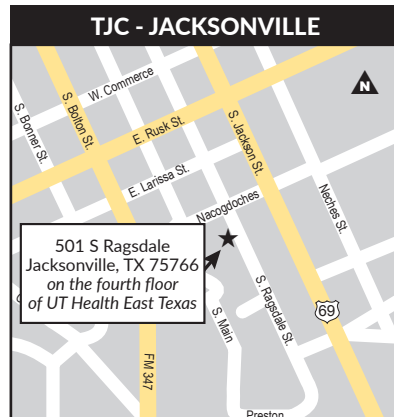 TJC - JACKSONVILLE
N
W. Commerce
S. Bonner St.
S. Bolton St.
E. Rusk St.
S. Jackson St.
E. Larissa St.
Nacogdoches
Neches St.
501 S Ragsdale
Jacksonville, TX 75766
on the fourth floor
of UT Health East Texas
S. Ragsdale St.
S. Main
69
FM 347
Preston